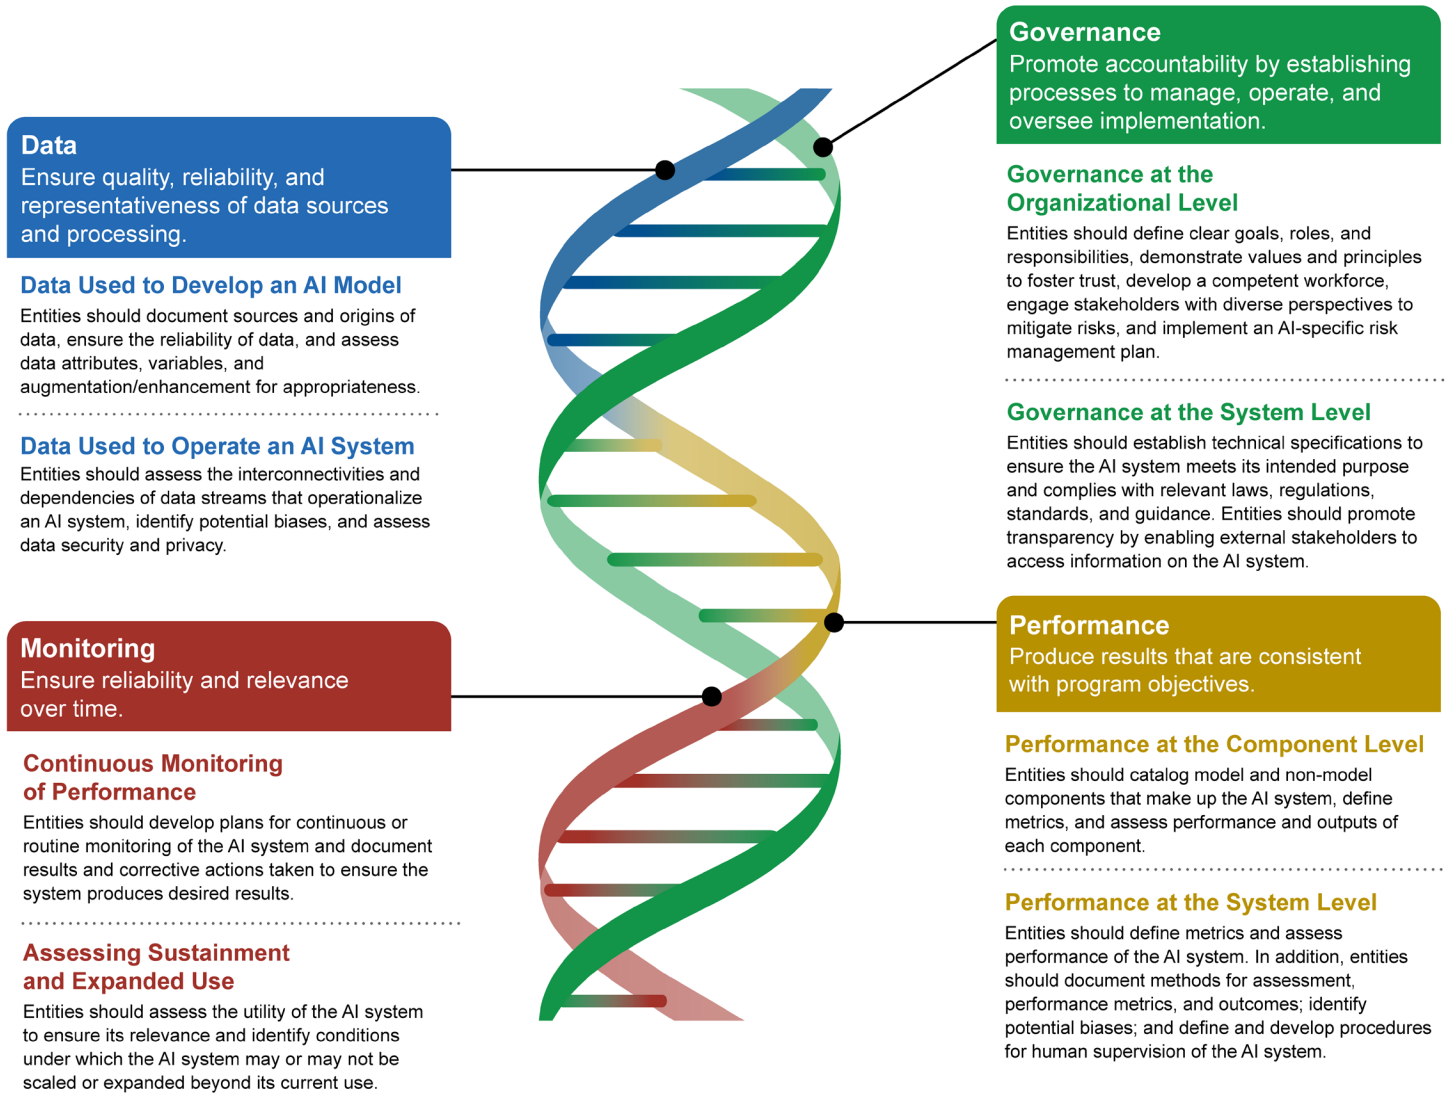 Data
Ensure quality, reliability, and
representativeness of data sources
and processing.
Data Used to Develop an AI Model
Entities should document sources and origins of
data, ensure the reliability of data, and assess
data attributes, variables, and
augmentation/enhancement for appropriateness.
Data Used to Operate an AI System
Entities should assess the interconnectivities and
dependencies of data streams that operationalize
an AI system, identify potential biases, and assess
data security and privacy.
Monitoring
Ensure reliability and relevance
over time.
Continuous Monitoring
of Performance
Entities should develop plans for continuous or
routine monitoring of the AI system and document
results and corrective actions taken to ensure the
system produces desired results.
Assessing Sustainment
and Expanded Use
Entities should assess the utility of the AI system
to ensure its relevance and identify conditions
under which the AI system may or may not be
scaled or expanded beyond its current use.
Governance
Promote accountability by establishing
processes to manage, operate, and
oversee implementation.
Governance at the
Organizational Level
Entities should define clear goals, roles, and
responsibilities, demonstrate values and principles
to foster trust, develop a competent workforce,
engage stakeholders with diverse perspectives to
mitigate risks, and implement an AI-specific risk
management plan.
Governance at the System Level
Entities should establish technical specifications to
ensure the AI system meets its intended purpose
and complies with relevant laws, regulations,
standards, and guidance. Entities should promote
transparency by enabling external stakeholders to
access information on the AI system.
Performance
Produce results that are consistent
with program objectives.
Performance at the Component Level
Entities should catalog model and non-model
components that make up the AI system, define
metrics, and assess performance and outputs of
each component.
Performance at the System Level
Entities should define metrics and assess
performance of the AI system. In addition, entities
should document methods for assessment,
performance metrics, and outcomes; identify
potential biases; and define and develop procedures
for human supervision of the AI system.